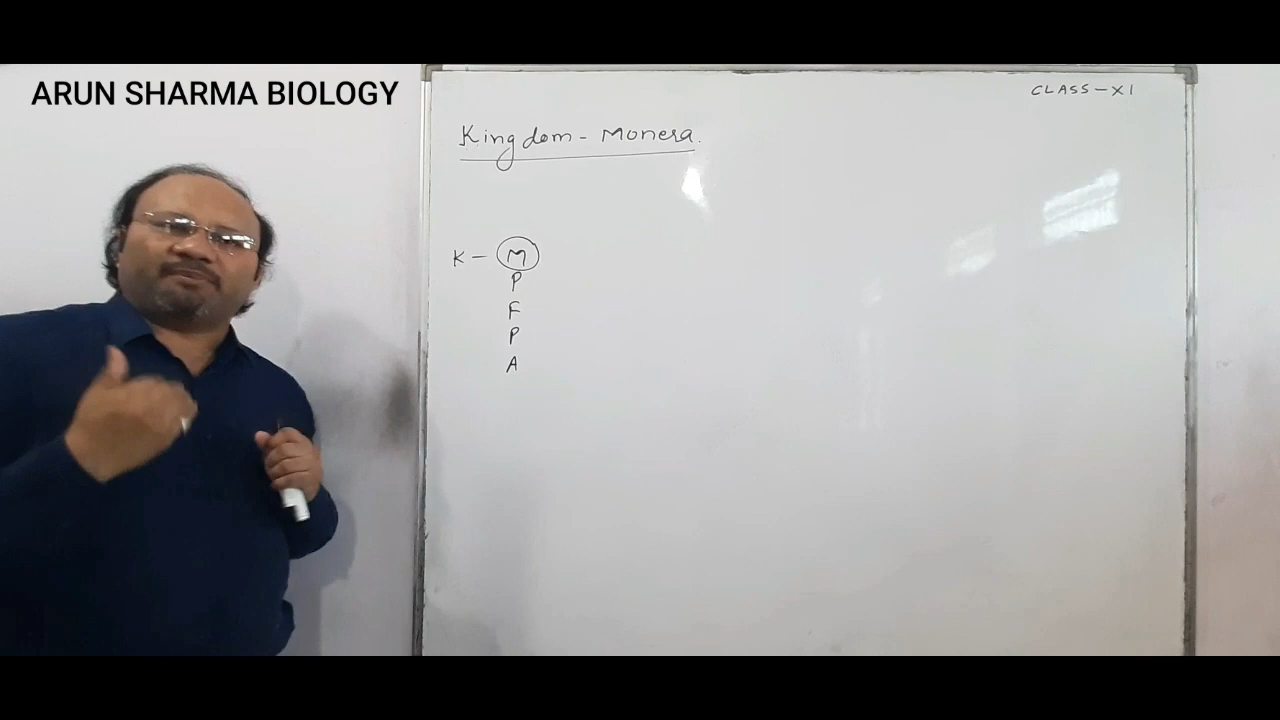 ARUN SHARMA BIOLOGY
CLASS-XI
Kingdom - Monera.
K - M
P
F
P
A